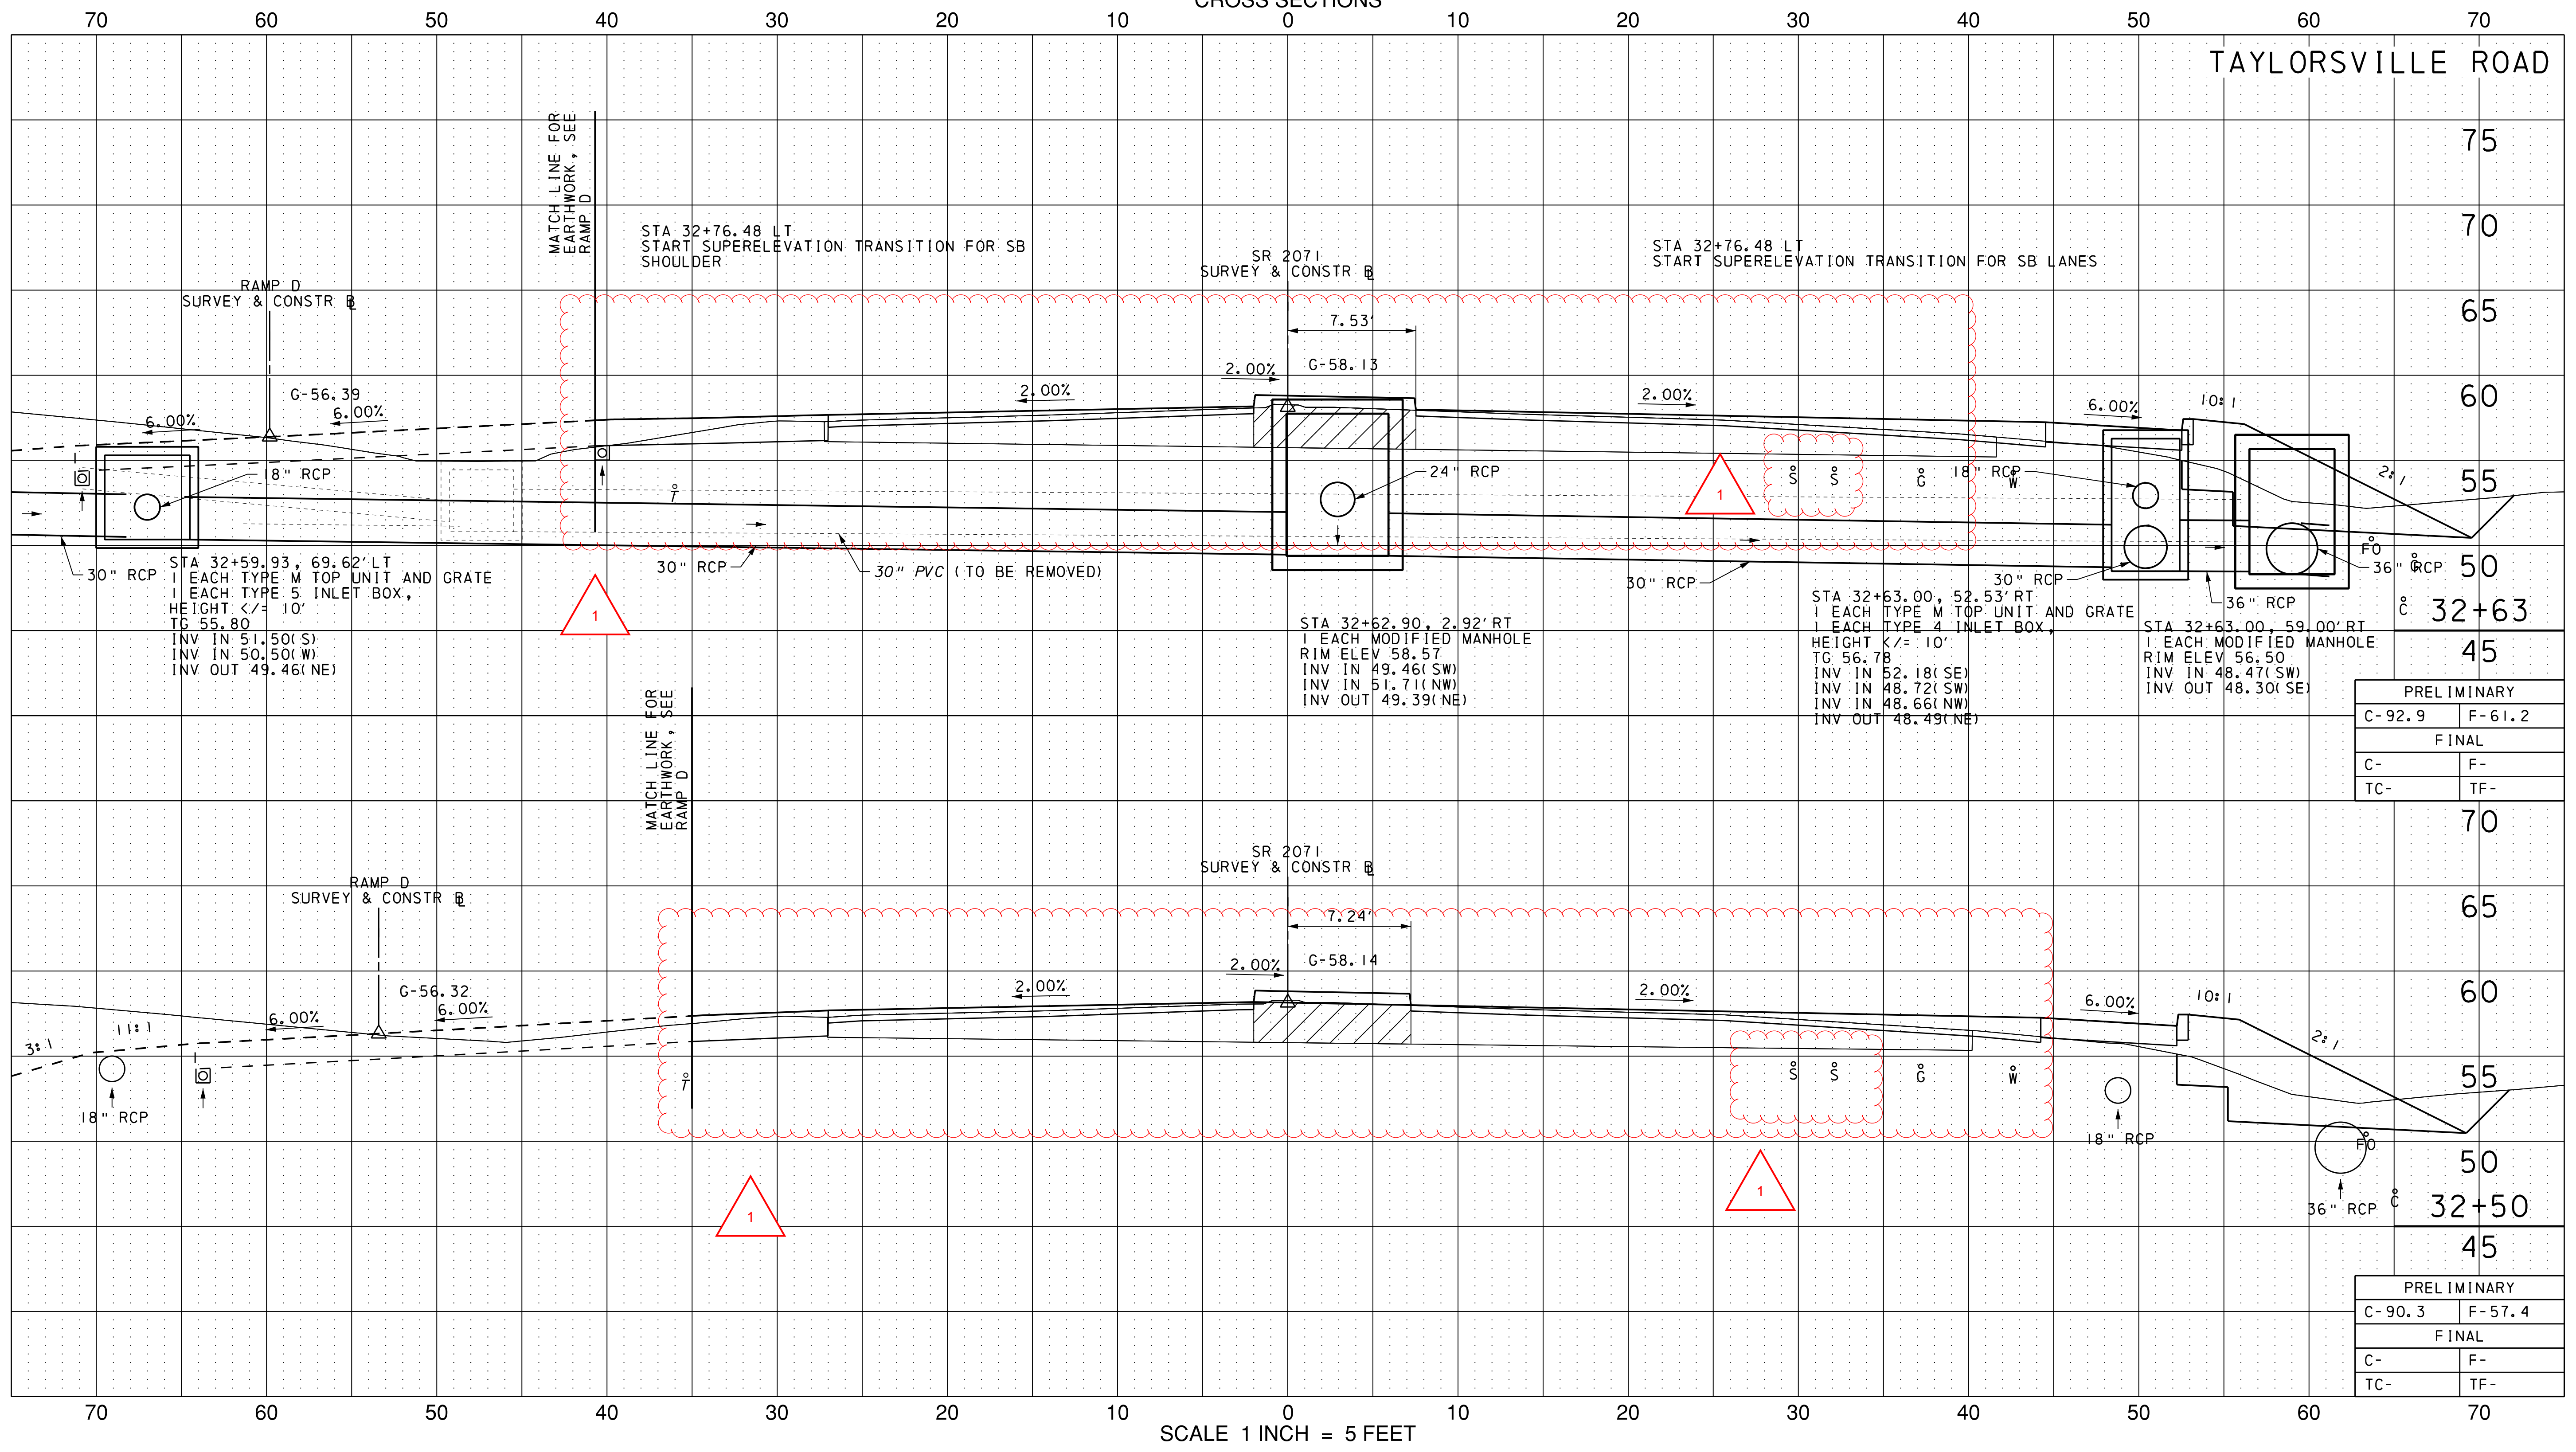 CROSS SECTIONS
70 60 50 40 30 20 10 0 10 20 30 40 50 60 70
TAYLORSVILLE ROAD
75
70
65
60
55
50
32+63
45
MATCH LINE FOR
EARTHWORK, SEE
RAMP D
STA 32+76.48 LT
START SUPERELEVATION TRANSITION FOR SB
SHOULDER
SR 2071
SURVEY & CONSTR BL
STA 32+76.48 LT
START SUPERELEVATION TRANSITION FOR SB LANES
RAMP D
SURVEY & CONSTR BL
7.53'
G-58.13
2.00%
2.00%
2.00%
G-56.39
6.00%
6.00%
6.00%
10:1
2:1
18" RCP
24" RCP
18" RCP
T
S
S
G
W
1
FO
G
C
30" RCP
30" RCP
30" PVC (TO BE REMOVED)
30" RCP
30" RCP
36" RCP
36" RCP
1
STA 32+59.93, 69.62' LT
1 EACH TYPE M TOP UNIT AND GRATE
1 EACH TYPE 5 INLET BOX,
HEIGHT </= 10'
TG 55.80
INV IN 51.50(S)
INV IN 50.50(W)
INV OUT 49.46(NE)
STA 32+62.90, 2.92' RT
1 EACH MODIFIED MANHOLE
RIM ELEV 58.57
INV IN 49.46(SW)
INV IN 51.71(NW)
INV OUT 49.39(NE)
STA 32+63.00, 52.53' RT
1 EACH TYPE M TOP UNIT AND GRATE
1 EACH TYPE 4 INLET BOX,
HEIGHT </= 10'
TG 56.78
INV IN 52.18(SE)
INV IN 48.72(SW)
INV IN 48.66(NW)
INV OUT 48.49(NE)
STA 32+63.00, 59.00' RT
1 EACH MODIFIED MANHOLE
RIM ELEV 56.50
INV IN 48.47(SW)
INV OUT 48.30(SE)
PRELIMINARY
C-92.9 F-61.2
FINAL
C- F-
TC- TF-
70
65
60
55
50
32+50
45
MATCH LINE FOR
EARTHWORK, SEE
RAMP D
SR 2071
SURVEY & CONSTR BL
RAMP D
SURVEY & CONSTR BL
7.24'
G-58.14
2.00%
2.00%
2.00%
G-56.32
6.00%
6.00%
6.00%
10:1
2:1
11:1
3:1
T
S
S
G
W
18" RCP
18" RCP
FO
C
36" RCP
1
1
PRELIMINARY
C-90.3 F-57.4
FINAL
C- F-
TC- TF-
70 60 50 40 30 20 10 0 10 20 30 40 50 60 70
SCALE 1 INCH = 5 FEET